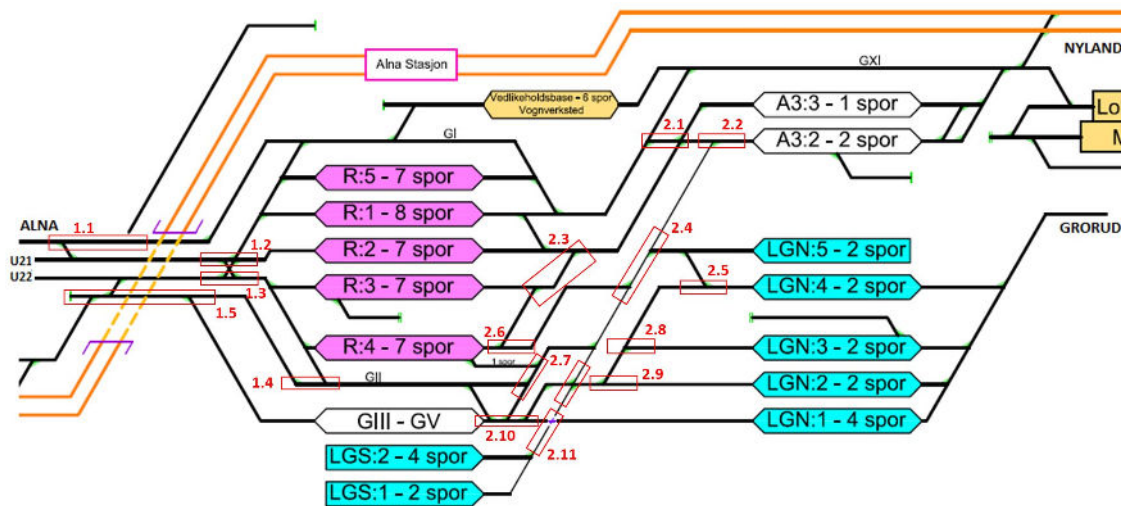 NYLAND
Alna Stasjon
GXI
Vedlikeholdsbase - 6 spor
Vognverksted
A3:3 - 1 spor
Lo
GI
2.1
2.2
A3:2 - 2 spor
M
R:5 - 7 spor
ALNA
1.1
R:1 - 8 spor
GRORUD
U21
1.2
R:2 - 7 spor
2.3
2.4
LGN:5 - 2 spor
U22
1.3
R:3 - 7 spor
2.5
LGN:4 - 2 spor
1.5
2.6
2.8
R:4 - 7 spor
LGN:3 - 2 spor
1 spor
2.7
GII
1.4
2.9
LGN:2 - 2 spor
GIII - GV
2.10
LGN:1 - 4 spor
2.11
LGS:2 - 4 spor
LGS:1 - 2 spor